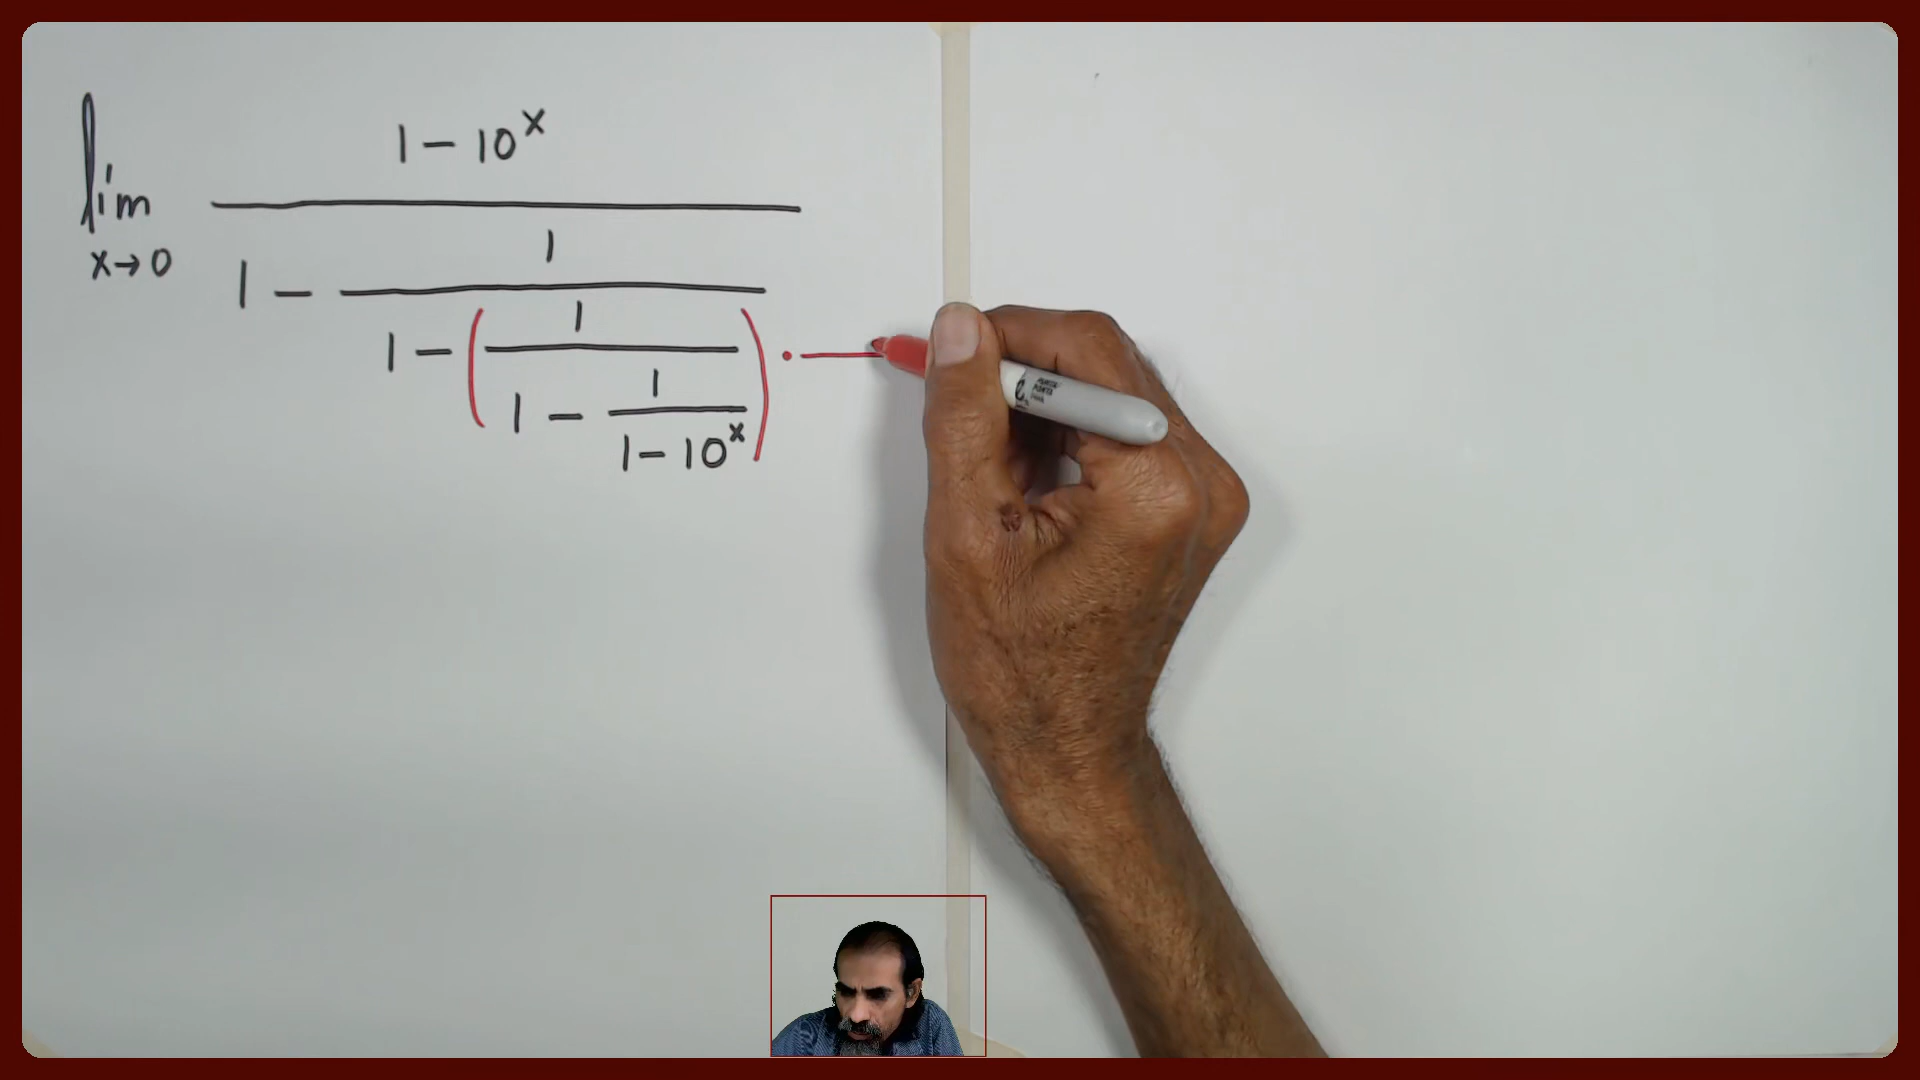 lim x→0
1 - 10^x
1 - 1
1 - ( 1 ) ·
1 - 1
1 - 10^x